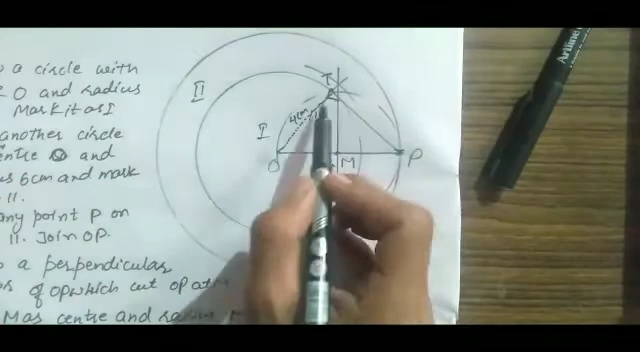 a circle with
O and radius
Mark it as I
another circle
centre O and
6cm and mark
II.
any point P on
II. Join OP.
a perpendicular
of OP which cut OP at
M as centre and radius
II
I
T
4cm
O
M
P
Artline